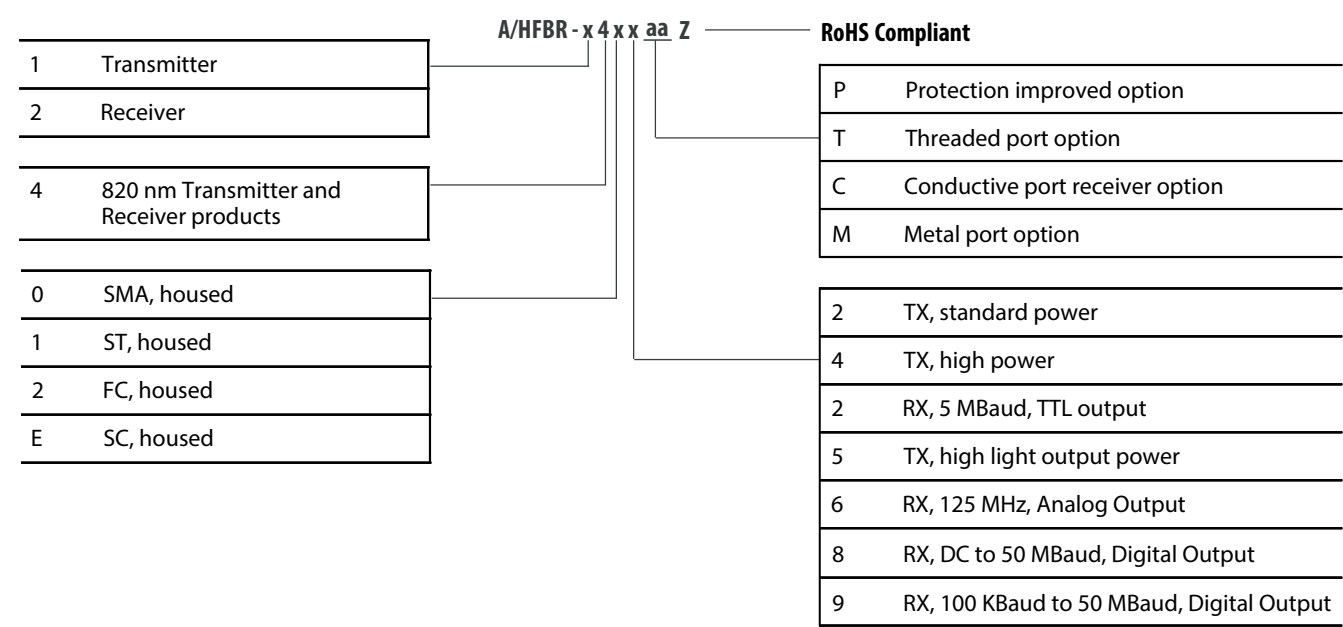 A/HFBR - x 4 x x aa Z
RoHS Compliant
1 Transmitter
2 Receiver
4 820 nm Transmitter and
Receiver products
0 SMA, housed
1 ST, housed
2 FC, housed
E SC, housed
P Protection improved option
T Threaded port option
C Conductive port receiver option
M Metal port option
2 TX, standard power
4 TX, high power
2 RX, 5 MBaud, TTL output
5 TX, high light output power
6 RX, 125 MHz, Analog Output
8 RX, DC to 50 MBaud, Digital Output
9 RX, 100 KBaud to 50 MBaud, Digital Output